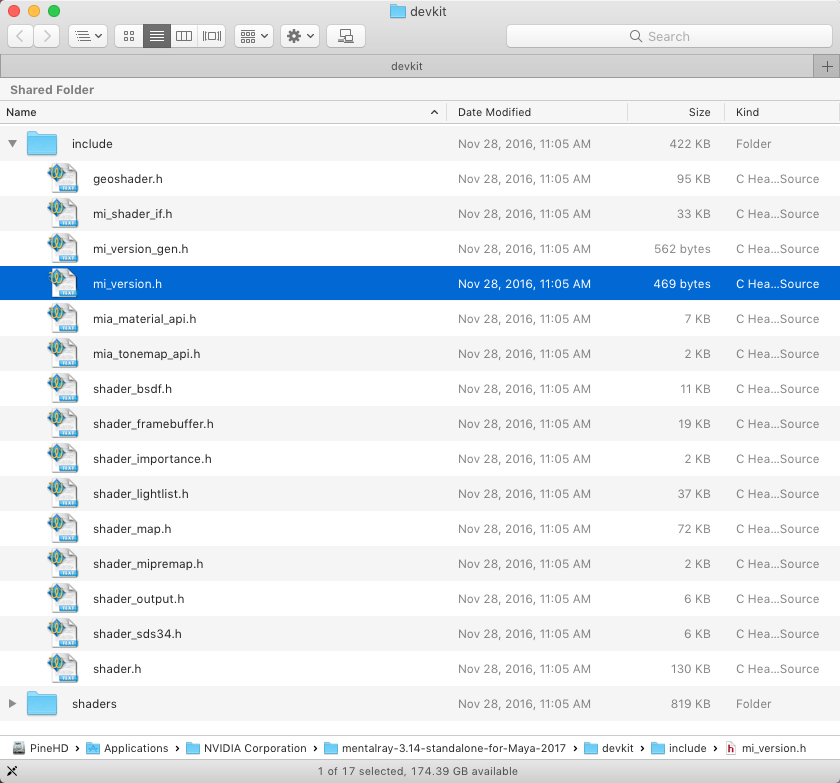 devkit
Search
devkit
Shared Folder
Name Date Modified Size Kind
include Nov 28, 2016, 11:05 AM 422 KB Folder
geoshader.h Nov 28, 2016, 11:05 AM 95 KB C Hea...Source
mi_shader_if.h Nov 28, 2016, 11:05 AM 33 KB C Hea...Source
mi_version_gen.h Nov 28, 2016, 11:05 AM 562 bytes C Hea...Source
mi_version.h Nov 28, 2016, 11:05 AM 469 bytes C Hea...Source
mia_material_api.h Nov 28, 2016, 11:05 AM 7 KB C Hea...Source
mia_tonemap_api.h Nov 28, 2016, 11:05 AM 2 KB C Hea...Source
shader_bsdf.h Nov 28, 2016, 11:05 AM 11 KB C Hea...Source
shader_framebuffer.h Nov 28, 2016, 11:05 AM 19 KB C Hea...Source
shader_importance.h Nov 28, 2016, 11:05 AM 2 KB C Hea...Source
shader_lightlist.h Nov 28, 2016, 11:05 AM 37 KB C Hea...Source
shader_map.h Nov 28, 2016, 11:05 AM 72 KB C Hea...Source
shader_mipremap.h Nov 28, 2016, 11:05 AM 2 KB C Hea...Source
shader_output.h Nov 28, 2016, 11:05 AM 6 KB C Hea...Source
shader_sds34.h Nov 28, 2016, 11:05 AM 6 KB C Hea...Source
shader.h Nov 28, 2016, 11:05 AM 130 KB C Hea...Source
shaders Nov 28, 2016, 11:05 AM 819 KB Folder
PineHD › Applications › NVIDIA Corporation › mentalray-3.14-standalone-for-Maya-2017 › devkit › include › h mi_version.h
1 of 17 selected, 174.39 GB available